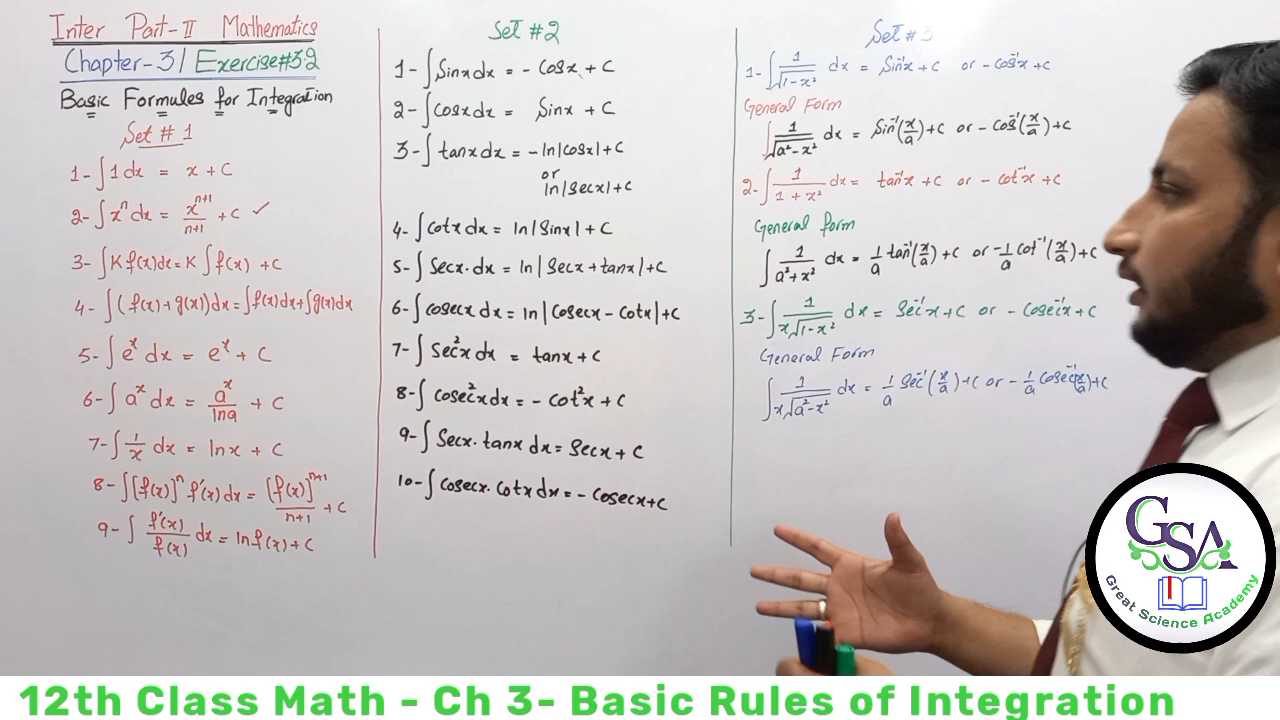 Inter Part-II Mathematics
Chapter-3 / Exercise#3.2
Basic Formules for Integration
Set # 1
1- ∫1dx = x + C
2- ∫xⁿ dx = xⁿ⁺¹/n+1 + C ✓
3- ∫K f(x)dx = K ∫f(x) + C
4- ∫(f(x)+g(x))dx = ∫f(x)dx + ∫g(x)dx
5- ∫eˣ dx = eˣ + C
6- ∫aˣ dx = aˣ/lna + C
7- ∫1/x dx = lnx + C
8- ∫[f(x)]ⁿ f'(x)dx = [f(x)]ⁿ⁺¹/n+1 + C
9- ∫f'(x)/f(x) dx = ln f(x) + C
Set #2
1- ∫Sinx dx = - Cosx + C
2- ∫Cosx dx = Sinx + C
3- ∫tanx dx = -ln|Cosx| + C
or
ln|Secx| + C
4- ∫Cotx dx = ln|Sinx| + C
5- ∫Secx.dx = ln|Secx + tanx| + C
6- ∫Cosecx dx = ln|Cosecx - Cotx| + C
7- ∫Sec²x dx = tanx + C
8- ∫Cosec²x dx = - Cot²x + C
9- ∫Secx.tanx dx = Secx + C
10- ∫Cosecx.Cotx dx = - Cosecx + C
Set # 3
1- ∫1/√1-x² dx = Sin⁻¹x + C or - Cos⁻¹x + C
General Form
∫1/√a²-x² dx = Sin⁻¹(x/a) + C or - Cos⁻¹(x/a) + C
2- ∫1/1+x² dx = tan⁻¹x + C or - Cot⁻¹x + C
General form
∫1/a²+x² dx = 1/a tan⁻¹(x/a) + C or -1/a Cot⁻¹(x/a) + C
3- ∫1/x√1-x² dx = Sec⁻¹x + C or - Cosec⁻¹x + C
General Form
∫1/x√a²-x² dx = 1/a Sec⁻¹(x/a) + C or - 1/a Cosec⁻¹(x/a) + C
GSA
Great Science Academy
12th Class Math - Ch 3- Basic Rules of Integration